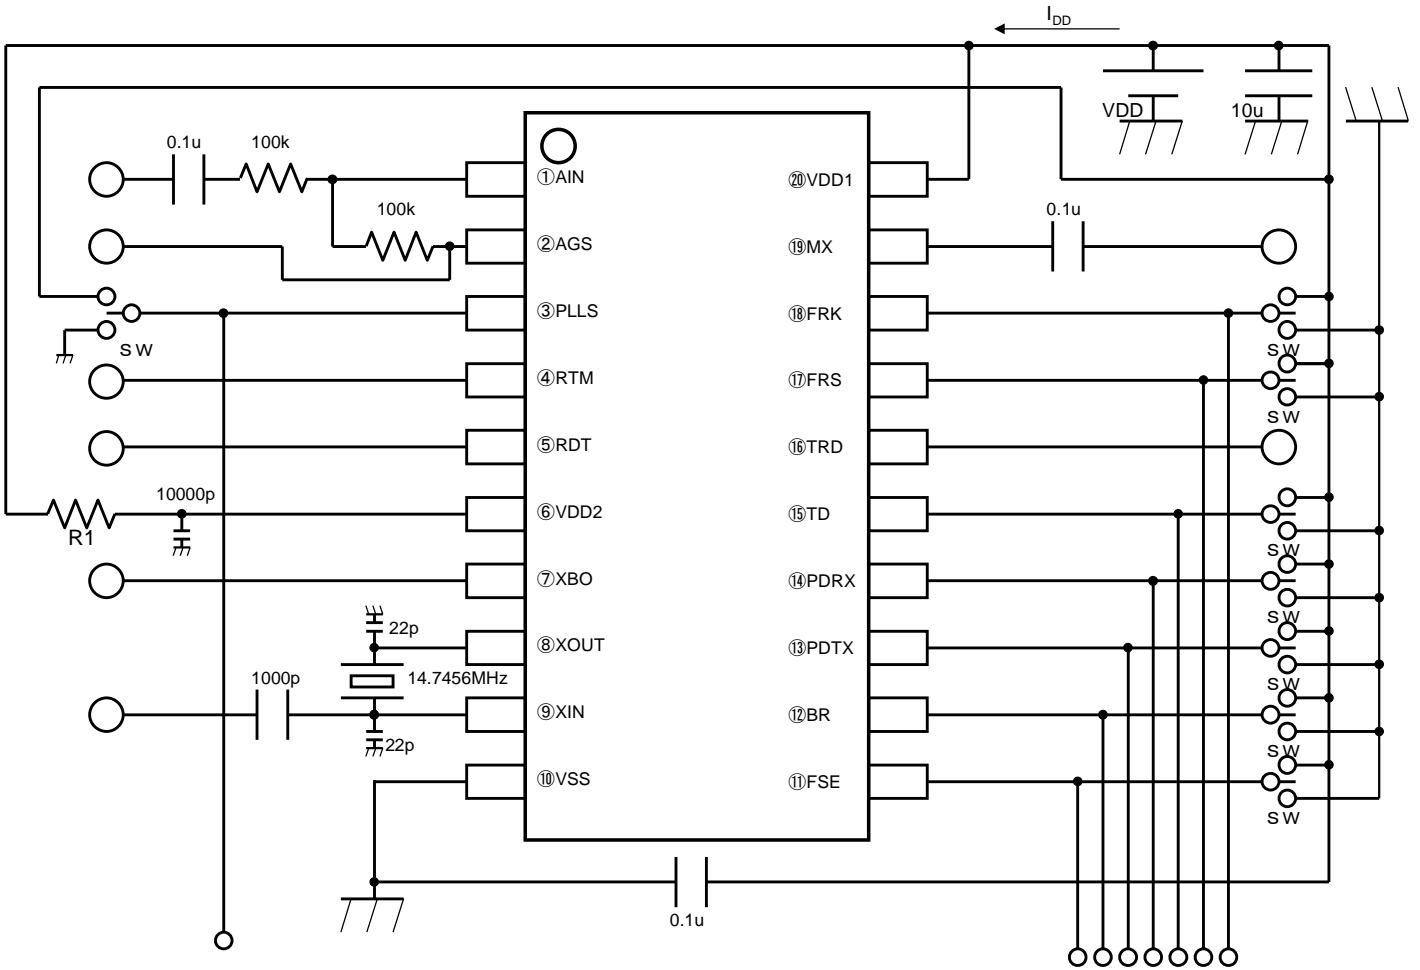 IDD
VDD
10u
0.1u
100k
①AIN
⑳VDD1
100k
0.1u
②AGS
⑲MX
③PLLS
⑱FRK
ＳＷ
ＳＷ
④RTM
⑰FRS
ＳＷ
⑤RDT
⑯TRD
10000p
R1
⑥VDD2
⑮TD
ＳＷ
⑦XBO
⑭PDRX
ＳＷ
22p
⑧XOUT
⑬PDTX
14.7456MHz
ＳＷ
1000p
⑨XIN
⑫BR
22p
ＳＷ
⑩VSS
⑪FSE
ＳＷ
0.1u